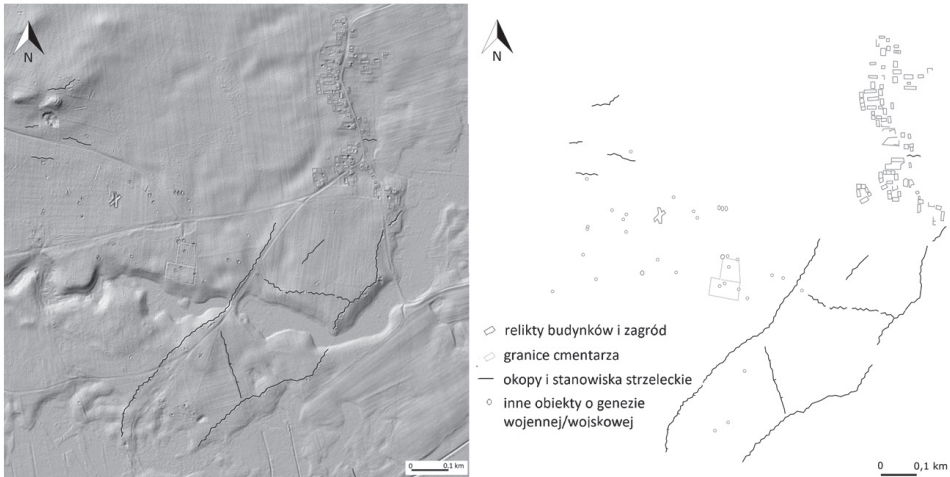 N
0 0,1 km
N
relikty budynków i zagród
granice cmentarza
okopy i stanowiska strzeleckie
inne obiekty o genezie
wojennej/woiskowej
0 0,1 km